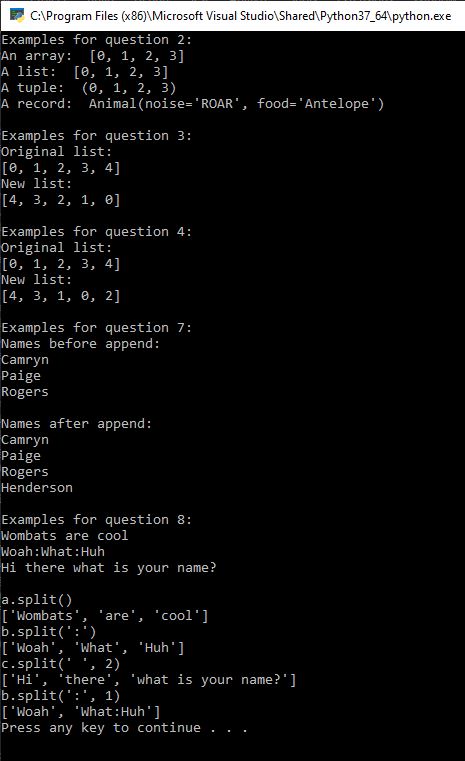 C:\Program Files (x86)\Microsoft Visual Studio\Shared\Python37_64\python.exe
Examples for question 2:
An array:  [0, 1, 2, 3]
A list:  [0, 1, 2, 3]
A tuple:  (0, 1, 2, 3)
A record:  Animal(noise='ROAR', food='Antelope')
Examples for question 3:
Original list:
[0, 1, 2, 3, 4]
New list:
[4, 3, 2, 1, 0]
Examples for question 4:
Original list:
[0, 1, 2, 3, 4]
New list:
[4, 3, 1, 0, 2]
Examples for question 7:
Names before append:
Camryn
Paige
Rogers
Names after append:
Camryn
Paige
Rogers
Henderson
Examples for question 8:
Wombats are cool
Woah:What:Huh
Hi there what is your name?
a.split()
['Wombats', 'are', 'cool']
b.split(':')
['Woah', 'What', 'Huh']
c.split(' ', 2)
['Hi', 'there', 'what is your name?']
b.split(':', 1)
['Woah', 'What:Huh']
Press any key to continue . . .